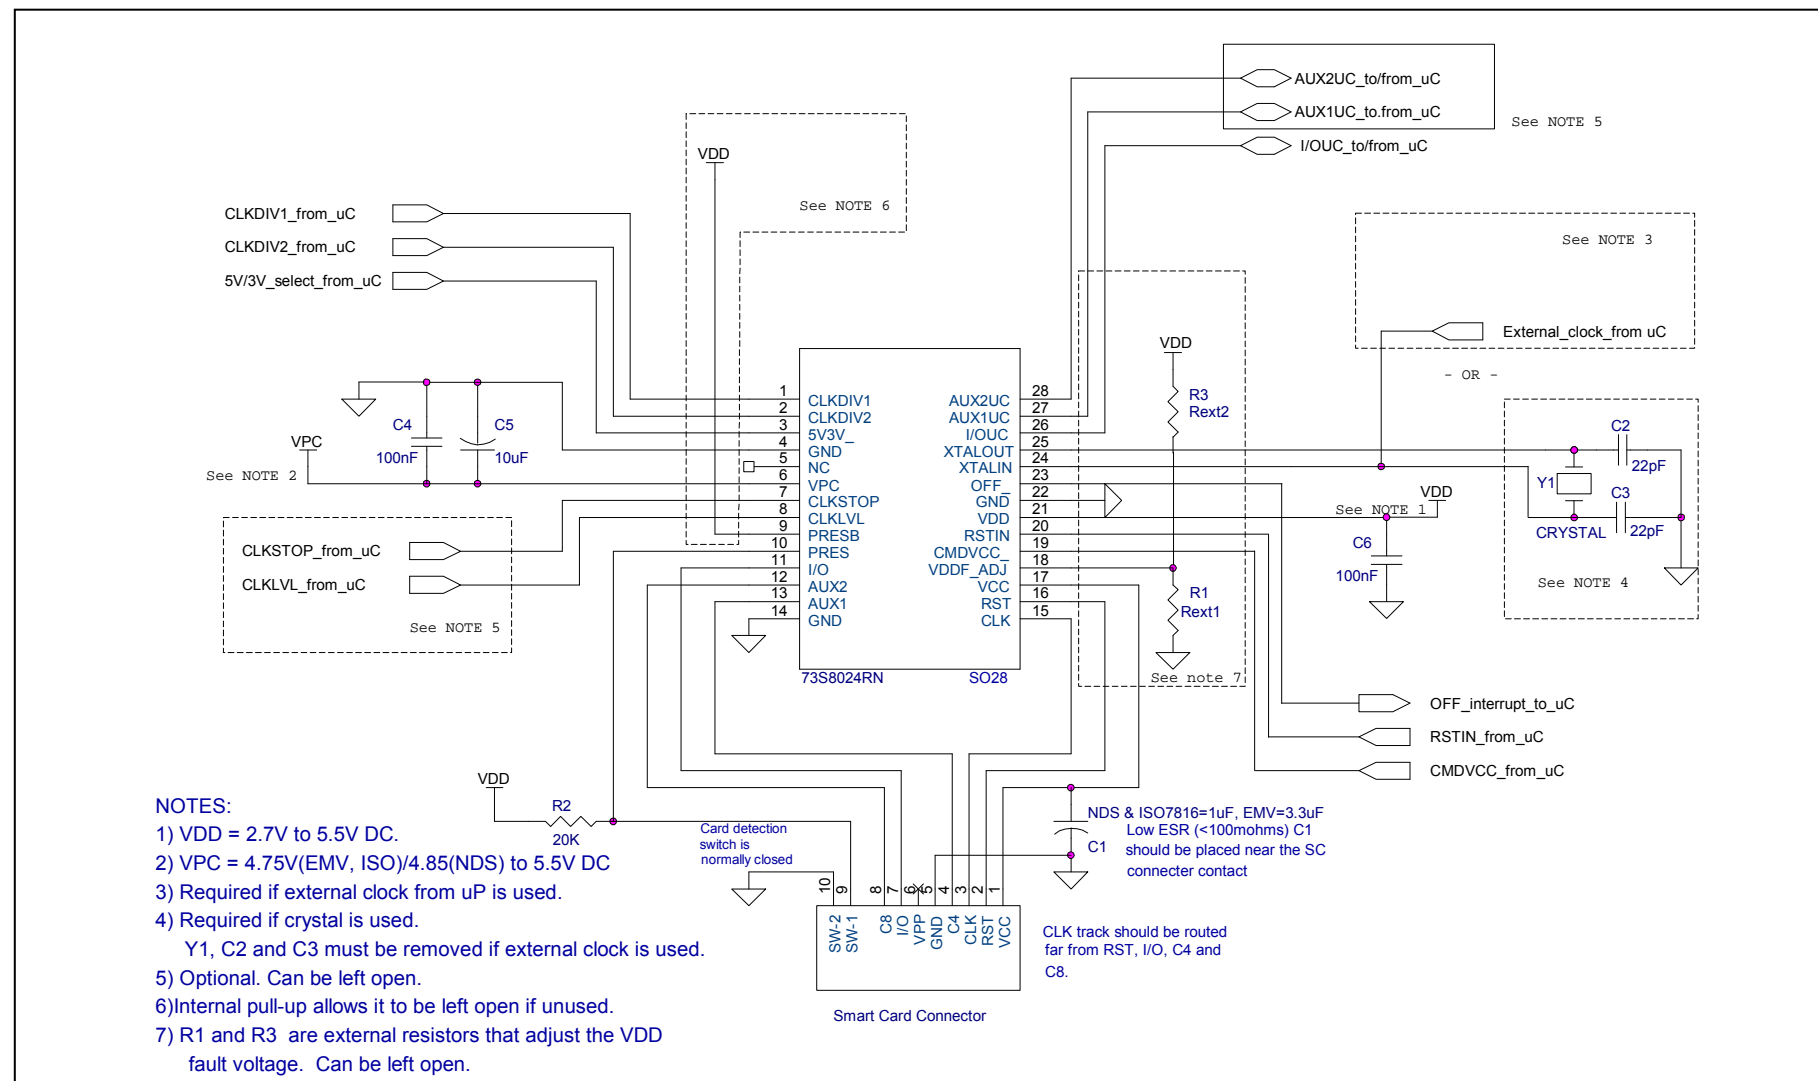 AUX2UC_to/from_uC
AUX1UC_to.from_uC
See NOTE 5
I/OUC_to/from_uC
VDD
See NOTE 6
CLKDIV1_from_uC
CLKDIV2_from_uC
5V/3V_select_from_uC
See NOTE 3
External_clock_from uC
- OR -
VDD
R3
Rext2
C4
100nF
C5
10uF
VPC
See NOTE 2
1
2
3
4
5
6
7
8
9
10
11
12
13
14
CLKDIV1
CLKDIV2
5V3V_
GND
NC
VPC
CLKSTOP
CLKLVL
PRESB
PRES
I/O
AUX2
AUX1
GND
AUX2UC
AUX1UC
I/OUC
XTALOUT
XTALIN
OFF_
GND
VDD
RSTIN
CMDVCC_
VDDF_ADJ
VCC
RST
CLK
28
27
26
25
24
23
22
21
20
19
18
17
16
15
73S8024RN
SO28
C2
22pF
Y1
C3
22pF
CRYSTAL
See NOTE 4
VDD
See NOTE 1
C6
100nF
R1
Rext1
See note 7
CLKSTOP_from_uC
CLKLVL_from_uC
See NOTE 5
OFF_interrupt_to_uC
RSTIN_from_uC
CMDVCC_from_uC
VDD
R2
20K
Card detection
switch is
normally closed
NDS & ISO7816=1uF, EMV=3.3uF
Low ESR (<100mohms) C1
should be placed near the SC
connecter contact
C1
10
9
8
7
6
5
4
3
2
1
SW-2
SW-1
C8
I/O
VPP
GND
C4
CLK
RST
VCC
CLK track should be routed
far from RST, I/O, C4 and
C8.
Smart Card Connector
NOTES:
1) VDD = 2.7V to 5.5V DC.
2) VPC = 4.75V(EMV, ISO)/4.85(NDS) to 5.5V DC
3) Required if external clock from uP is used.
4) Required if crystal is used.
Y1, C2 and C3 must be removed if external clock is used.
5) Optional. Can be left open.
6)Internal pull-up allows it to be left open if unused.
7) R1 and R3 are external resistors that adjust the VDD
fault voltage. Can be left open.